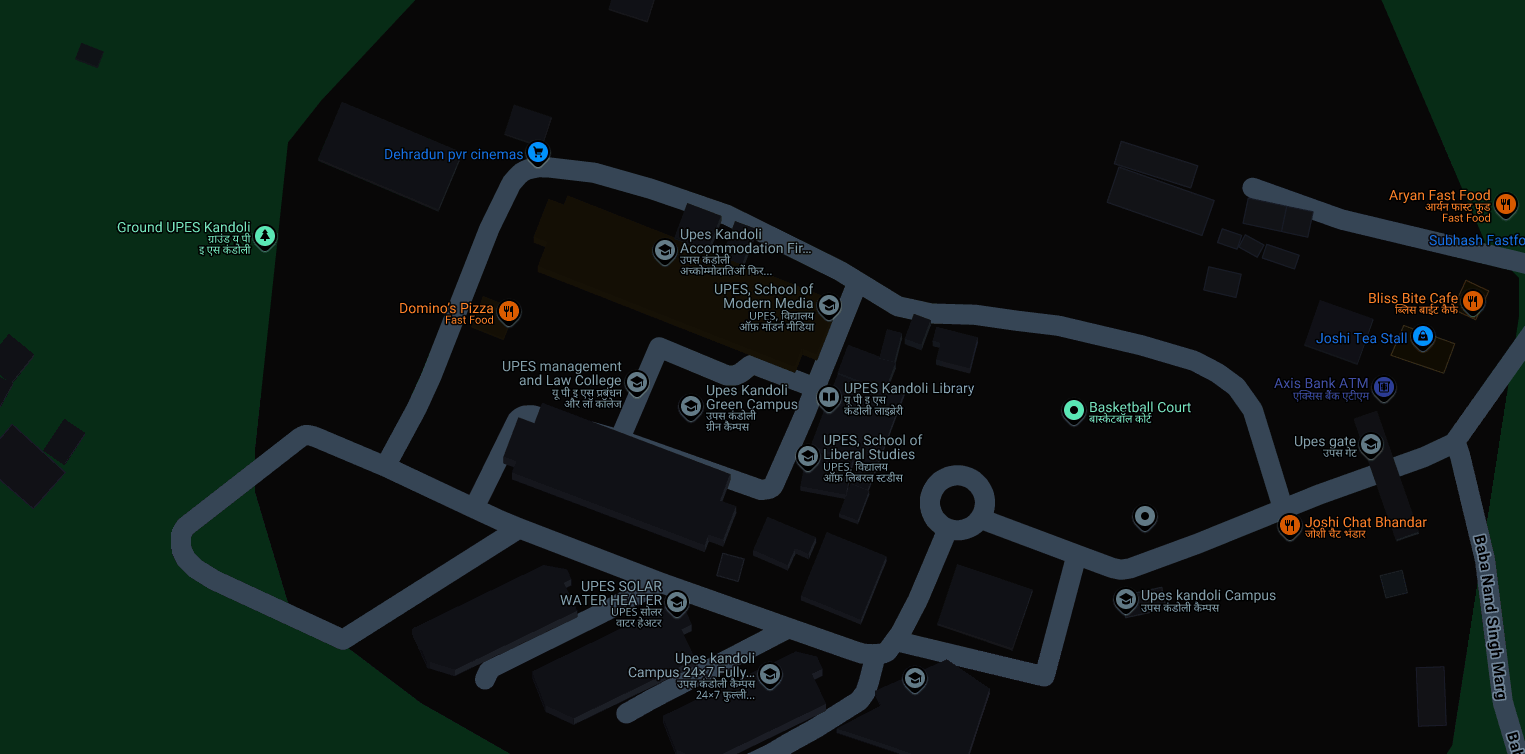 Dehradun pvr cinemas
Aryan Fast Food
आर्यन फास्ट फूड
Fast Food
Ground UPES Kandoli
ग्राउंड य पी
इ एस कंडोली
Upes Kandoli
Accommodation Fir...
उपस कंडोली
अच्कोम्मोदातिओं फिर...
Subhash Fastfo
UPES, School of
Modern Media
UPES, विद्यालय
ऑफ़ मॉडर्न मीडिया
Bliss Bite Cafe
ब्लिस बाईट कैफे
Domino's Pizza
Fast Food
Joshi Tea Stall
UPES management
and Law College
यू पी इ एस प्रबंधन
और लॉ कॉलेज
Upes Kandoli
Green Campus
उपस कंडोली
ग्रीन कैम्पस
UPES Kandoli Library
य पी इ एस
कंडोली लाइब्रेरी
Axis Bank ATM
एक्सिस बैंक एटीएम
Basketball Court
बास्केटबॉल कोर्ट
UPES, School of
Liberal Studies
UPES, विद्यालय
ऑफ़ लिबरल स्टडीस
Upes gate
उपस गेट
Joshi Chat Bhandar
जोशी चैट भंडार
UPES SOLAR
WATER HEATER
UPES सोलर
वाटर हेअटर
Upes kandoli Campus
उपस कंडोली कैम्पस
Baba Nand Singh Marg
Upes kandoli
Campus 24×7 Fully...
उपस कंडोली कैम्पस
24×7 फुल्ली...